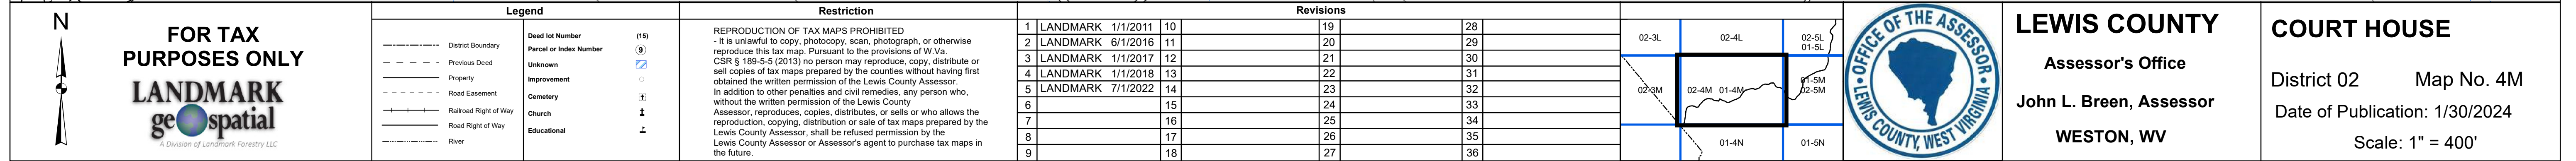 N
FOR TAX
PURPOSES ONLY
LANDMARK
geospatial
A Division of Landmark Forestry LLC
Legend
District Boundary
Previous Deed
Property
Road Easement
Railroad Right of Way
Road Right of Way
River
Deed lot Number (15)
Parcel or Index Number 9
Unknown
Improvement
Cemetery
Church
Educational
Restriction
REPRODUCTION OF TAX MAPS PROHIBITED
- It is unlawful to copy, photocopy, scan, photograph, or otherwise
reproduce this tax map. Pursuant to the provisions of W.Va.
CSR § 189-5-5 (2013) no person may reproduce, copy, distribute or
sell copies of tax maps prepared by the counties without having first
obtained the written permission of the Lewis County Assessor.
In addition to other penalties and civil remedies, any person who,
without the written permission of the Lewis County
Assessor, reproduces, copies, distributes, or sells or who allows the
reproduction, copying, distribution or sale of tax maps prepared by the
Lewis County Assessor, shall be refused permission by the
Lewis County Assessor or Assessor's agent to purchase tax maps in
the future.
Revisions
1 LANDMARK 1/1/2011 10 19 28
2 LANDMARK 6/1/2016 11 20 29
3 LANDMARK 1/1/2017 12 21 30
4 LANDMARK 1/1/2018 13 22 31
5 LANDMARK 7/1/2022 14 23 32
6 15 24 33
7 16 25 34
8 17 26 35
9 18 27 36
02-3L 02-4L 02-5L
01-5L
02-3M 02-4M 01-4M 01-5M
02-5M
01-4N 01-5N
OFFICE OF THE ASSESSOR
LEWIS COUNTY, WEST VIRGINIA
LEWIS COUNTY
Assessor's Office
John L. Breen, Assessor
WESTON, WV
COURT HOUSE
District 02 Map No. 4M
Date of Publication: 1/30/2024
Scale: 1" = 400'